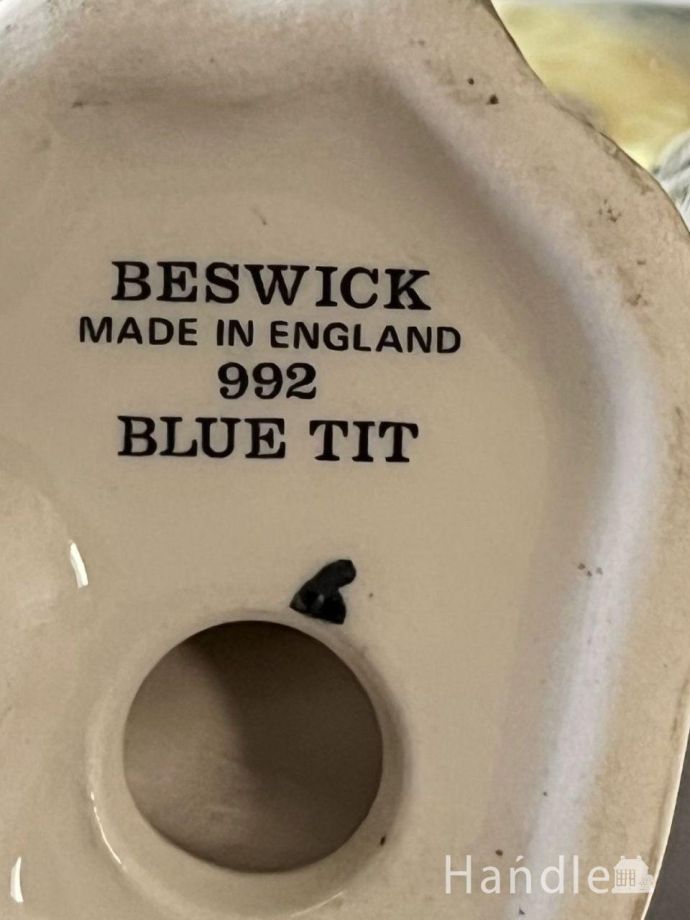 BESWICK
MADE IN ENGLAND
992
BLUE TIT
Handle